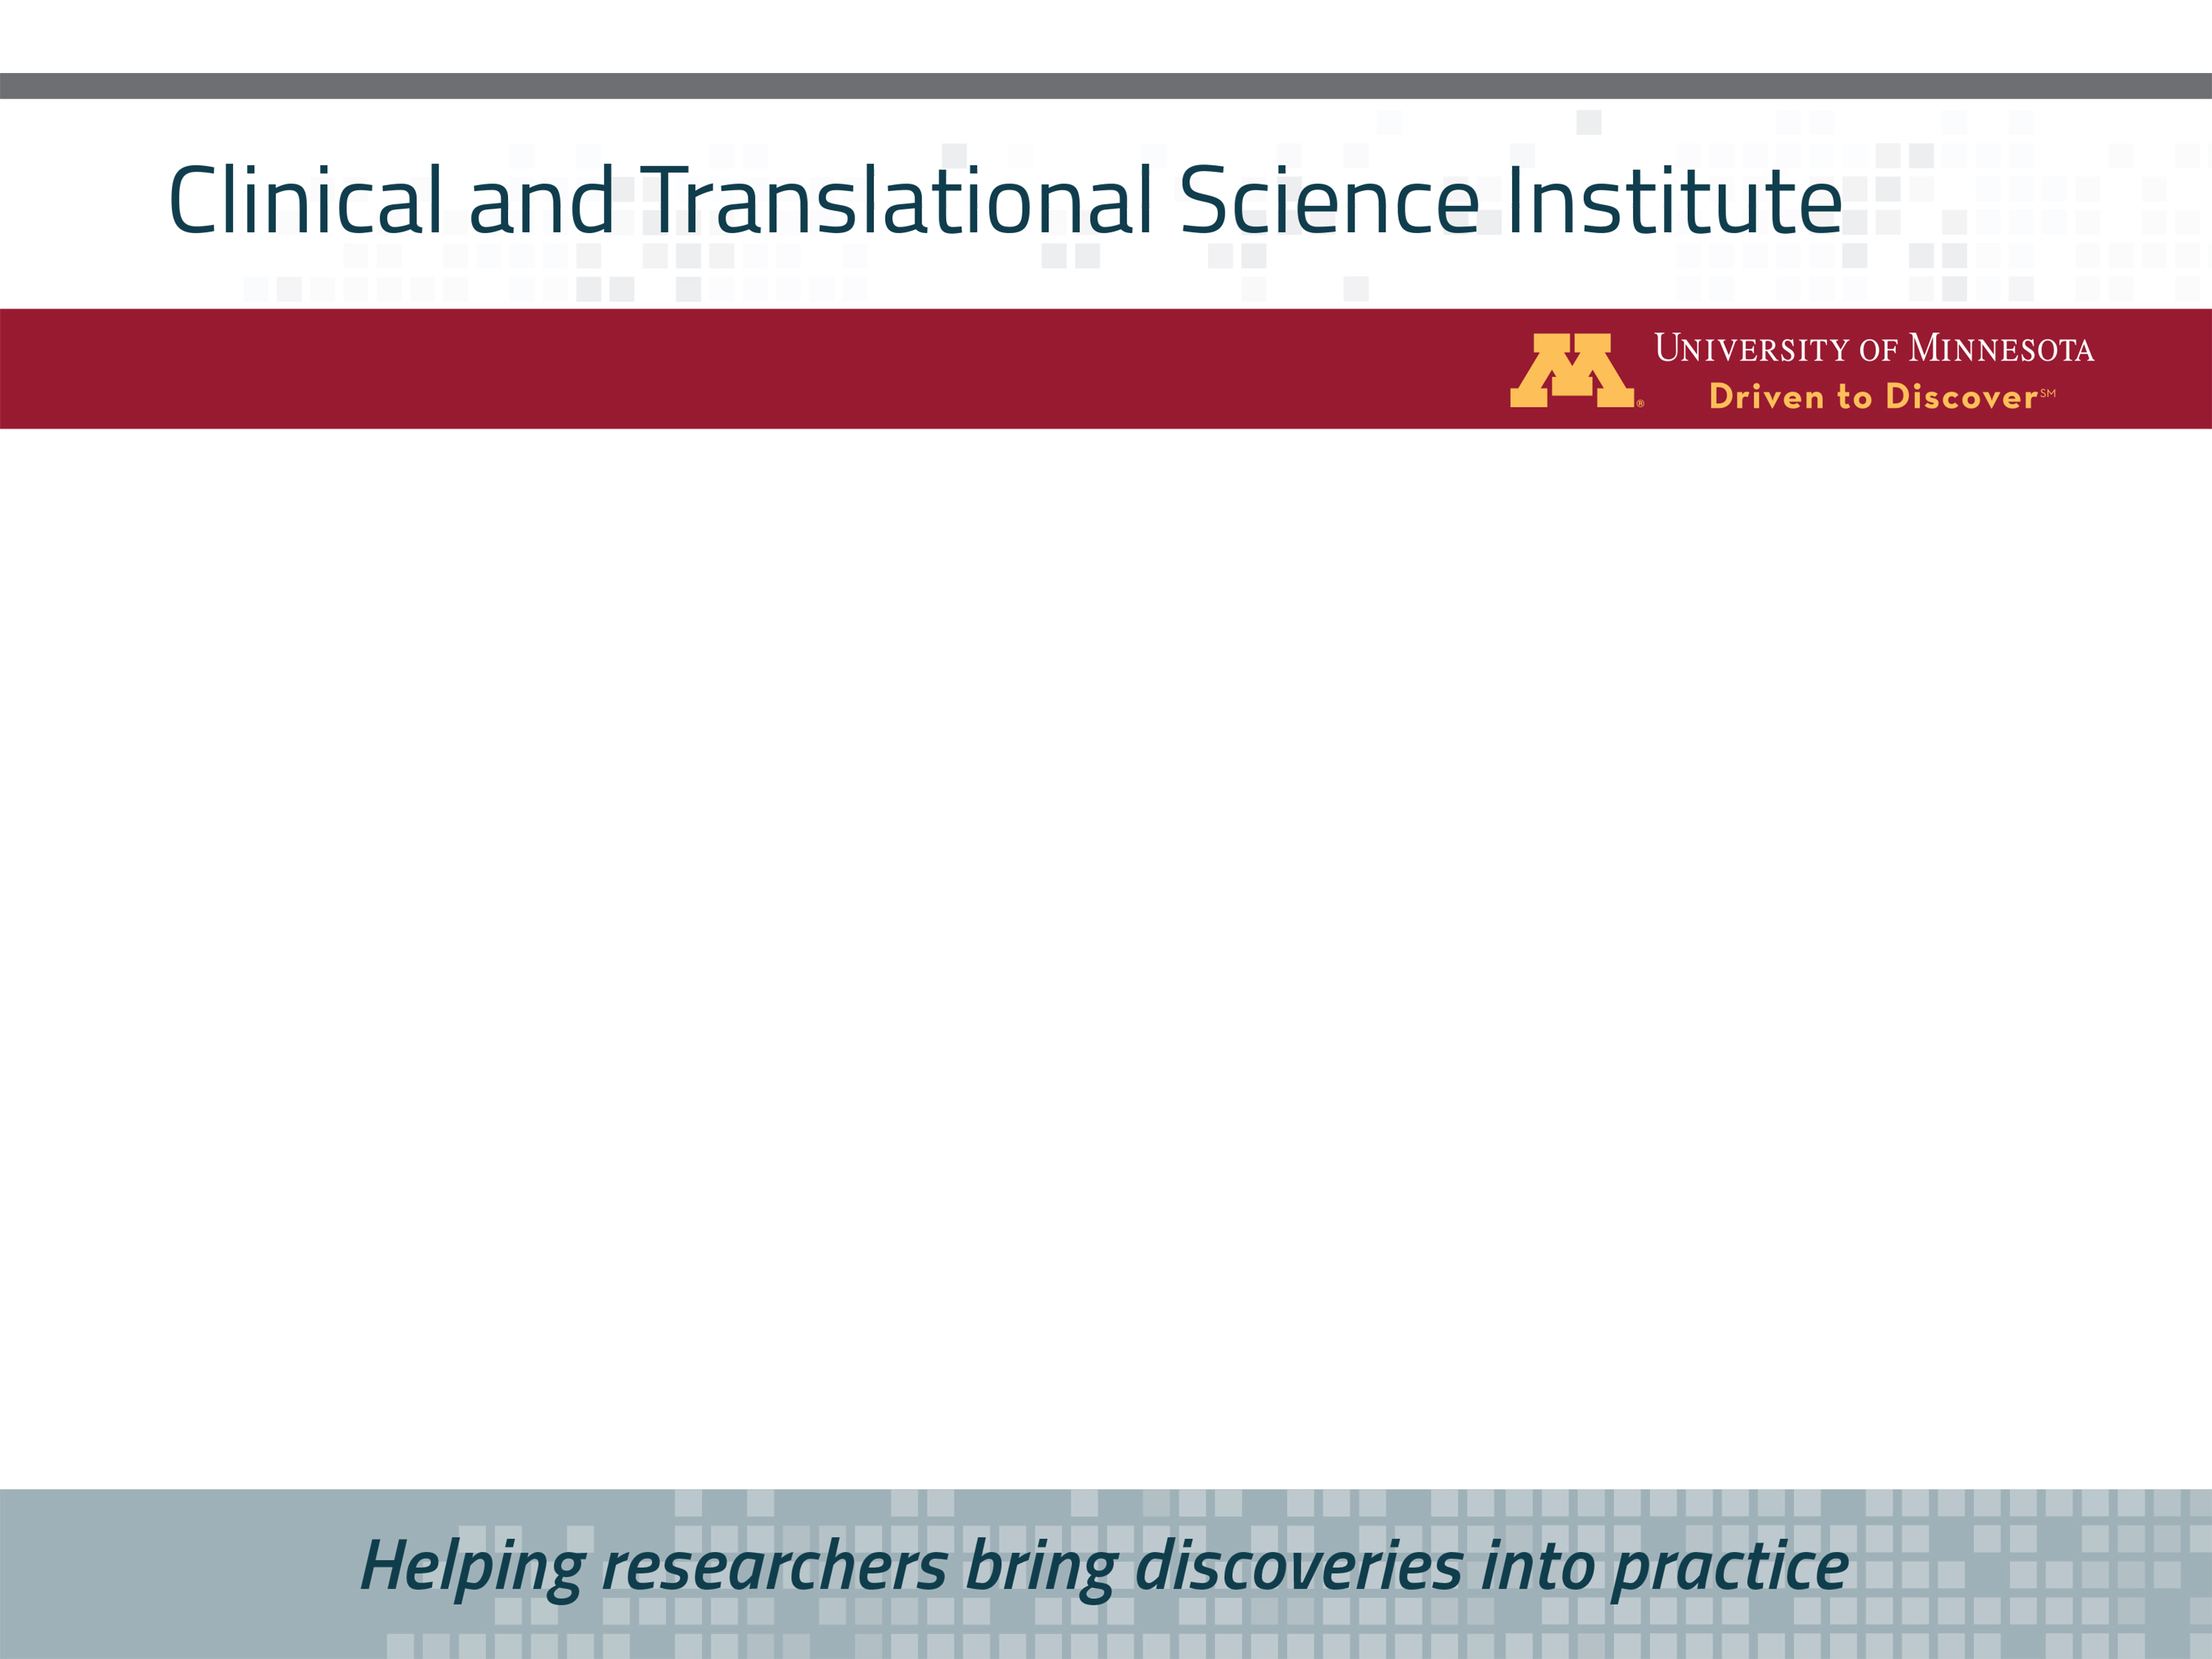 Clinical and Translational Science Institute
University of Minnesota
Driven to Discover℠
®
Helping researchers bring discoveries into practice